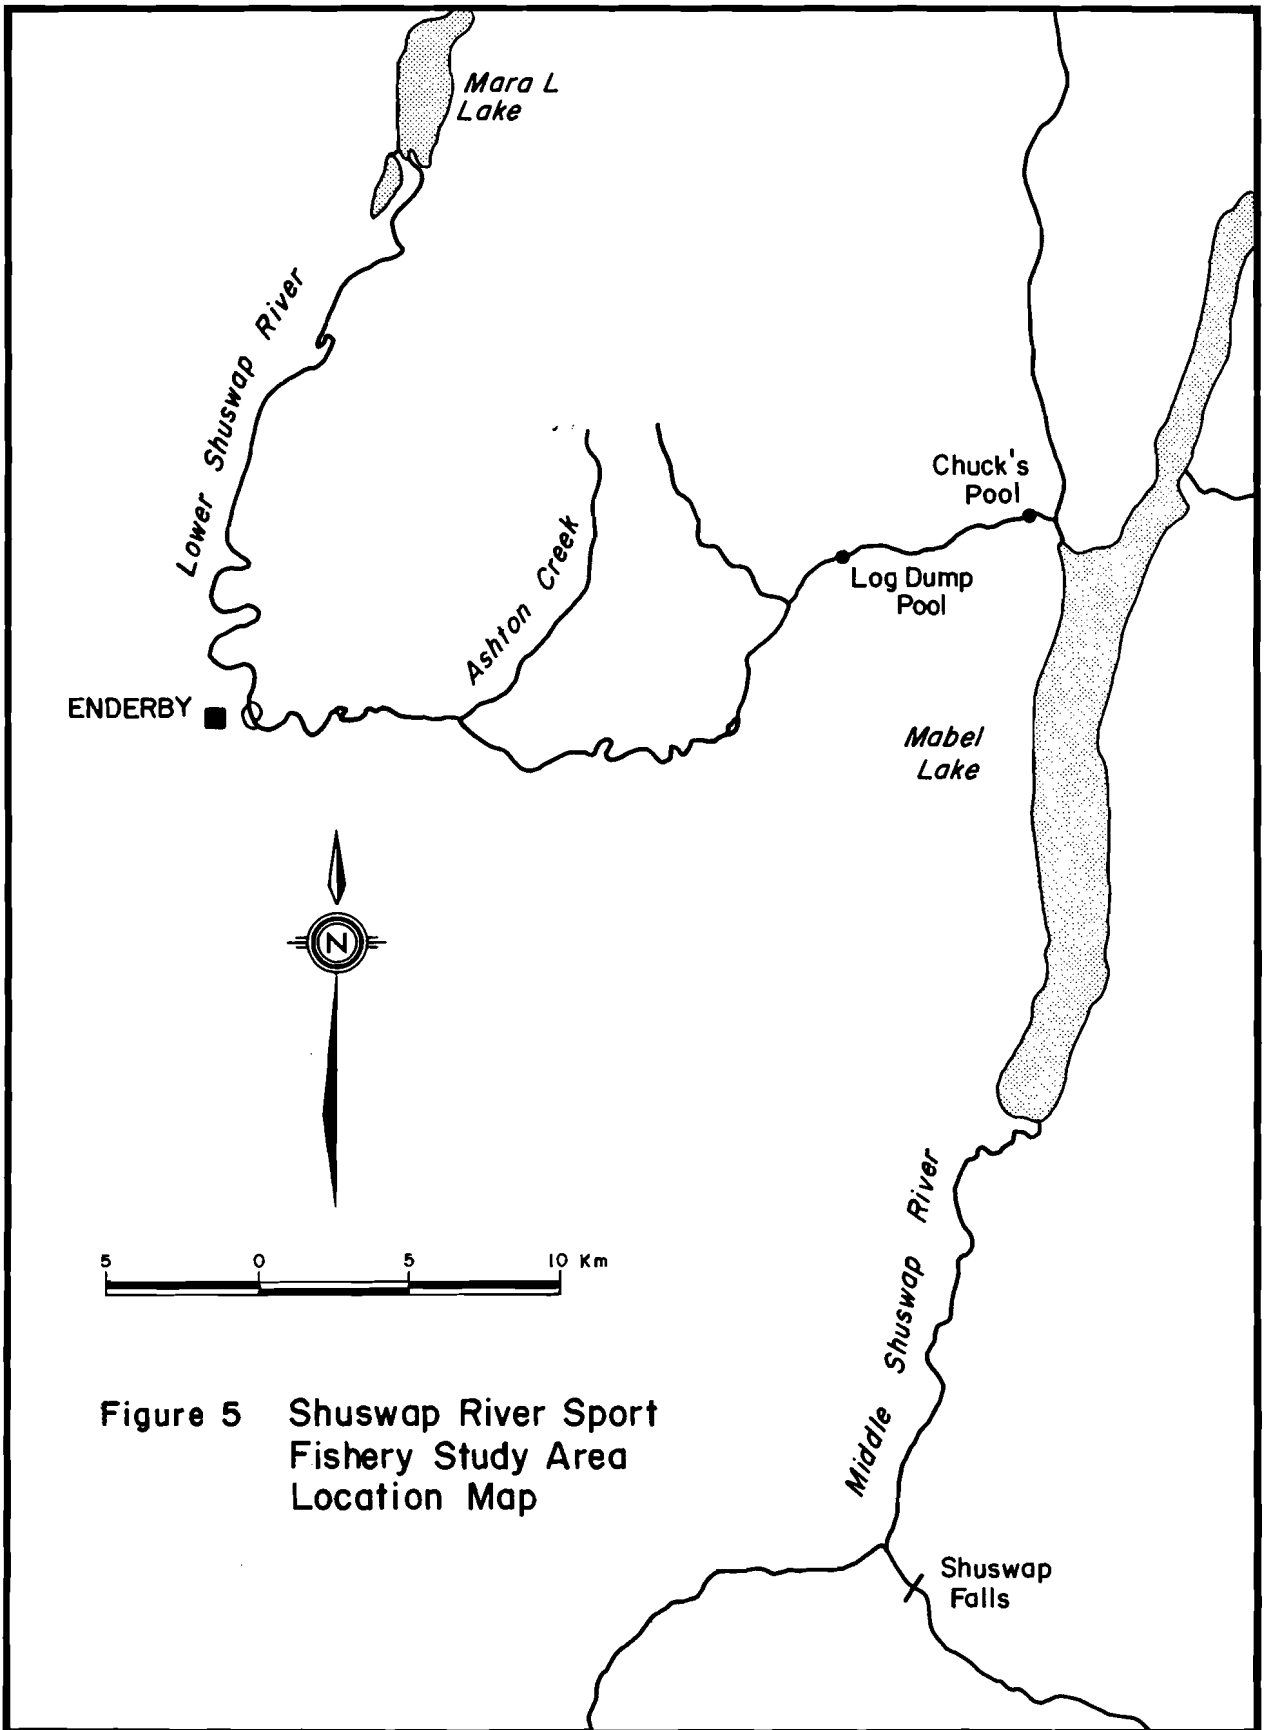 Mara L
Lake
Lower Shuswap River
Chuck's
Pool
Log Dump
Pool
Ashton Creek
ENDERBY
Mabel
Lake
N
Middle Shuswap River
5 0 5 10 Km
Figure 5 Shuswap River Sport
Fishery Study Area
Location Map
Shuswap
Falls